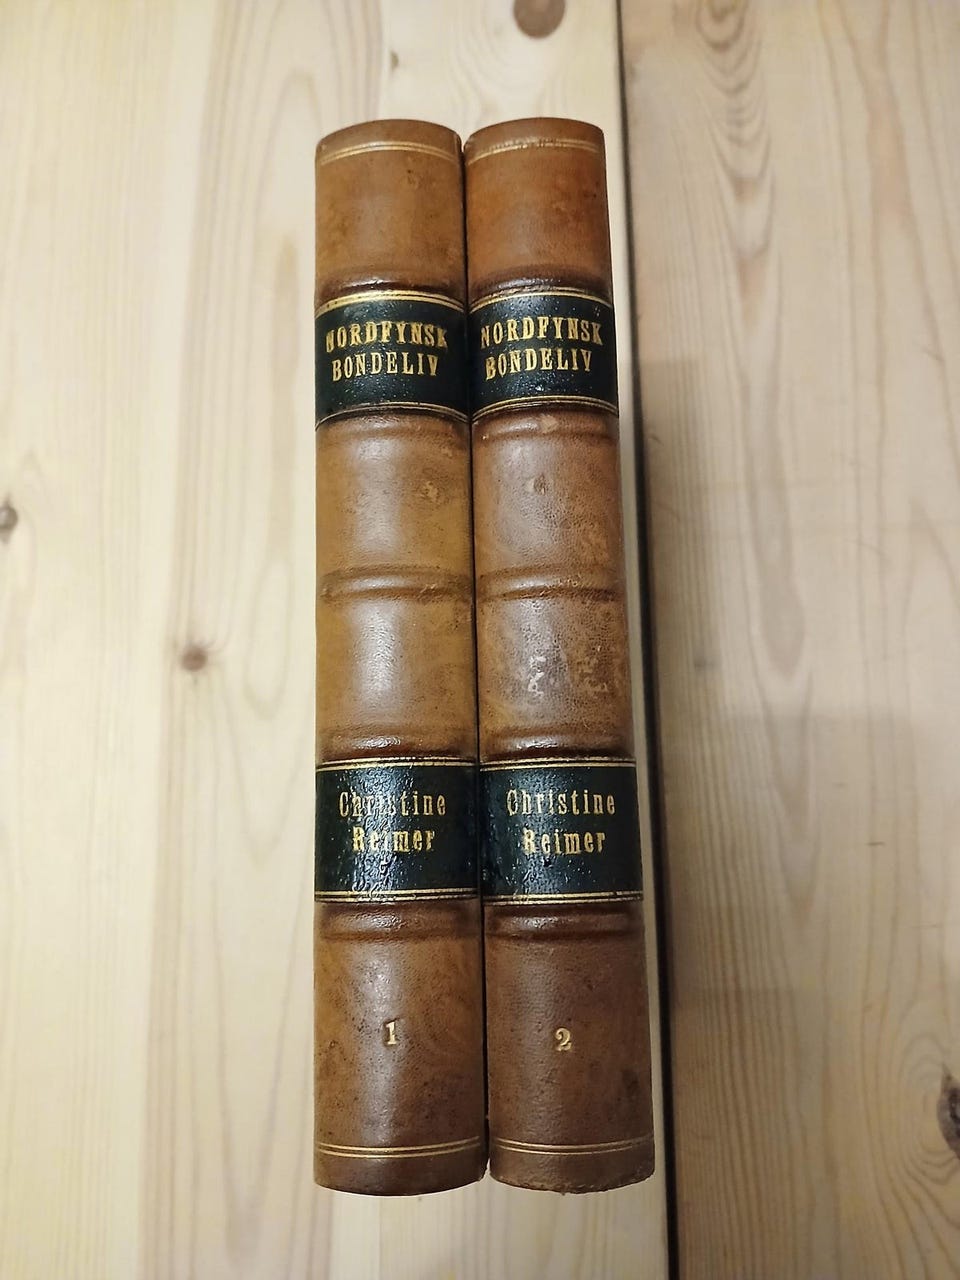 NORDFYNSK
BONDELIV
Christine
Reimer
1
NORDFYNSK
BONDELIV
Christine
Reimer
2